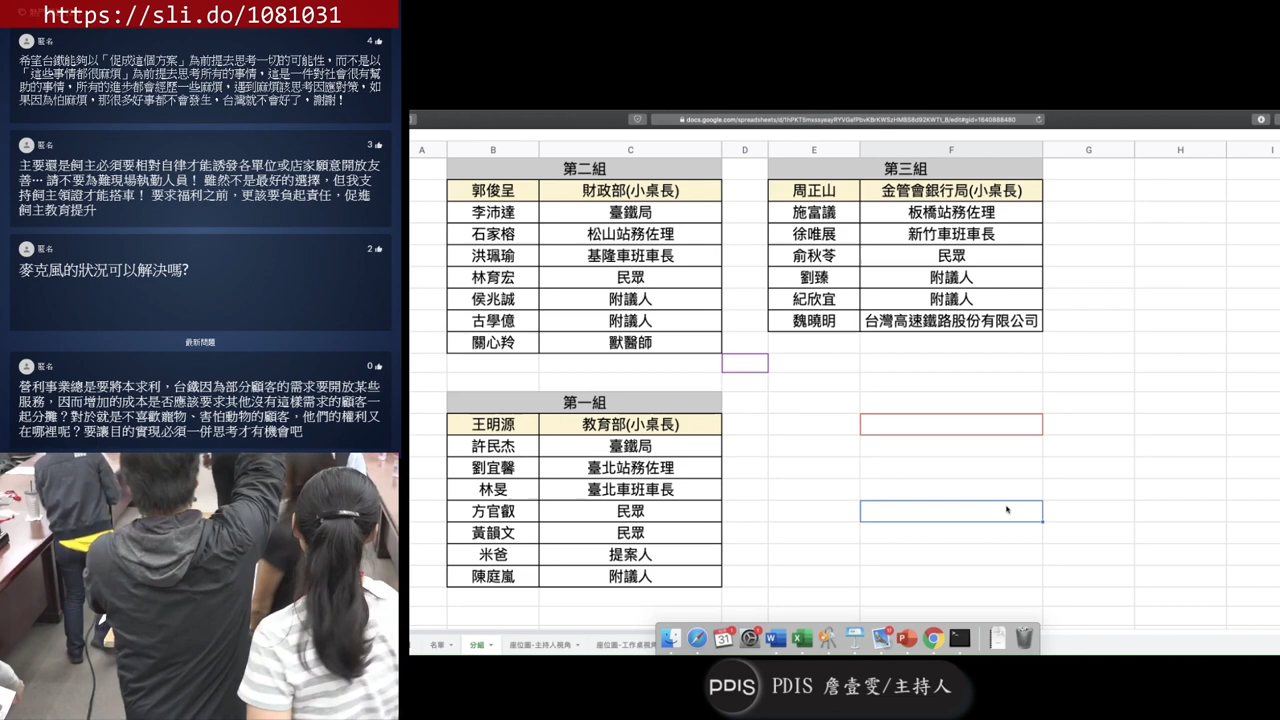 https://sli.do/1081031
匿名
4
希望台鐵能夠以「促成這個方案」為前提去思考一切的可能性，而不是以
「這些事情都很麻煩」為前提去思考所有的事情，這是一件對社會很有幫
助的事情，所有的進步都會經歷一些麻煩，遇到麻煩該思考因應對策，如
果因為怕麻煩，那很多好事都不會發生，台灣就不會好了，謝謝！
匿名
3
主要還是飼主必須要相對自律才能誘發各單位或店家願意開放友
善⋯ 請不要為難現場執勤人員！ 雖然不是最好的選擇，但我支
持飼主領證才能搭車！ 要求福利之前，更該要負起責任，促進
飼主教育提升
匿名
2
麥克風的狀況可以解決嗎?
最新問題
匿名
0
營利事業總是要將本求利，台鐵因為部分顧客的需求要開放某些
服務，因而增加的成本是否應該要求其他沒有這樣需求的顧客一
起分攤？對於就是不喜歡寵物、害怕動物的顧客，他們的權利又
在哪裡呢？要讓目的實現必須一併思考才有機會吧
A B C D E F G H I
第二組
郭俊呈 財政部(小桌長)
李沛達 臺鐵局
石家榕 松山站務佐理
洪珮瑜 基隆車班車長
林育宏 民眾
侯兆誠 附議人
古學億 附議人
關心羚 獸醫師
第三組
周正山 金管會銀行局(小桌長)
施富議 板橋站務佐理
徐唯展 新竹車班車長
俞秋苓 民眾
劉臻 附議人
紀欣宜 附議人
魏曉明 台灣高速鐵路股份有限公司
第一組
王明源 教育部(小桌長)
許民杰 臺鐵局
劉宜馨 臺北站務佐理
林旻 臺北車班車長
方官叡 民眾
黃韻文 民眾
米爸 提案人
陳庭嵐 附議人
名單 分組 座位圖-主持人視角 座位圖-工作桌視角
31
PDIS PDIS 詹壹雯/主持人